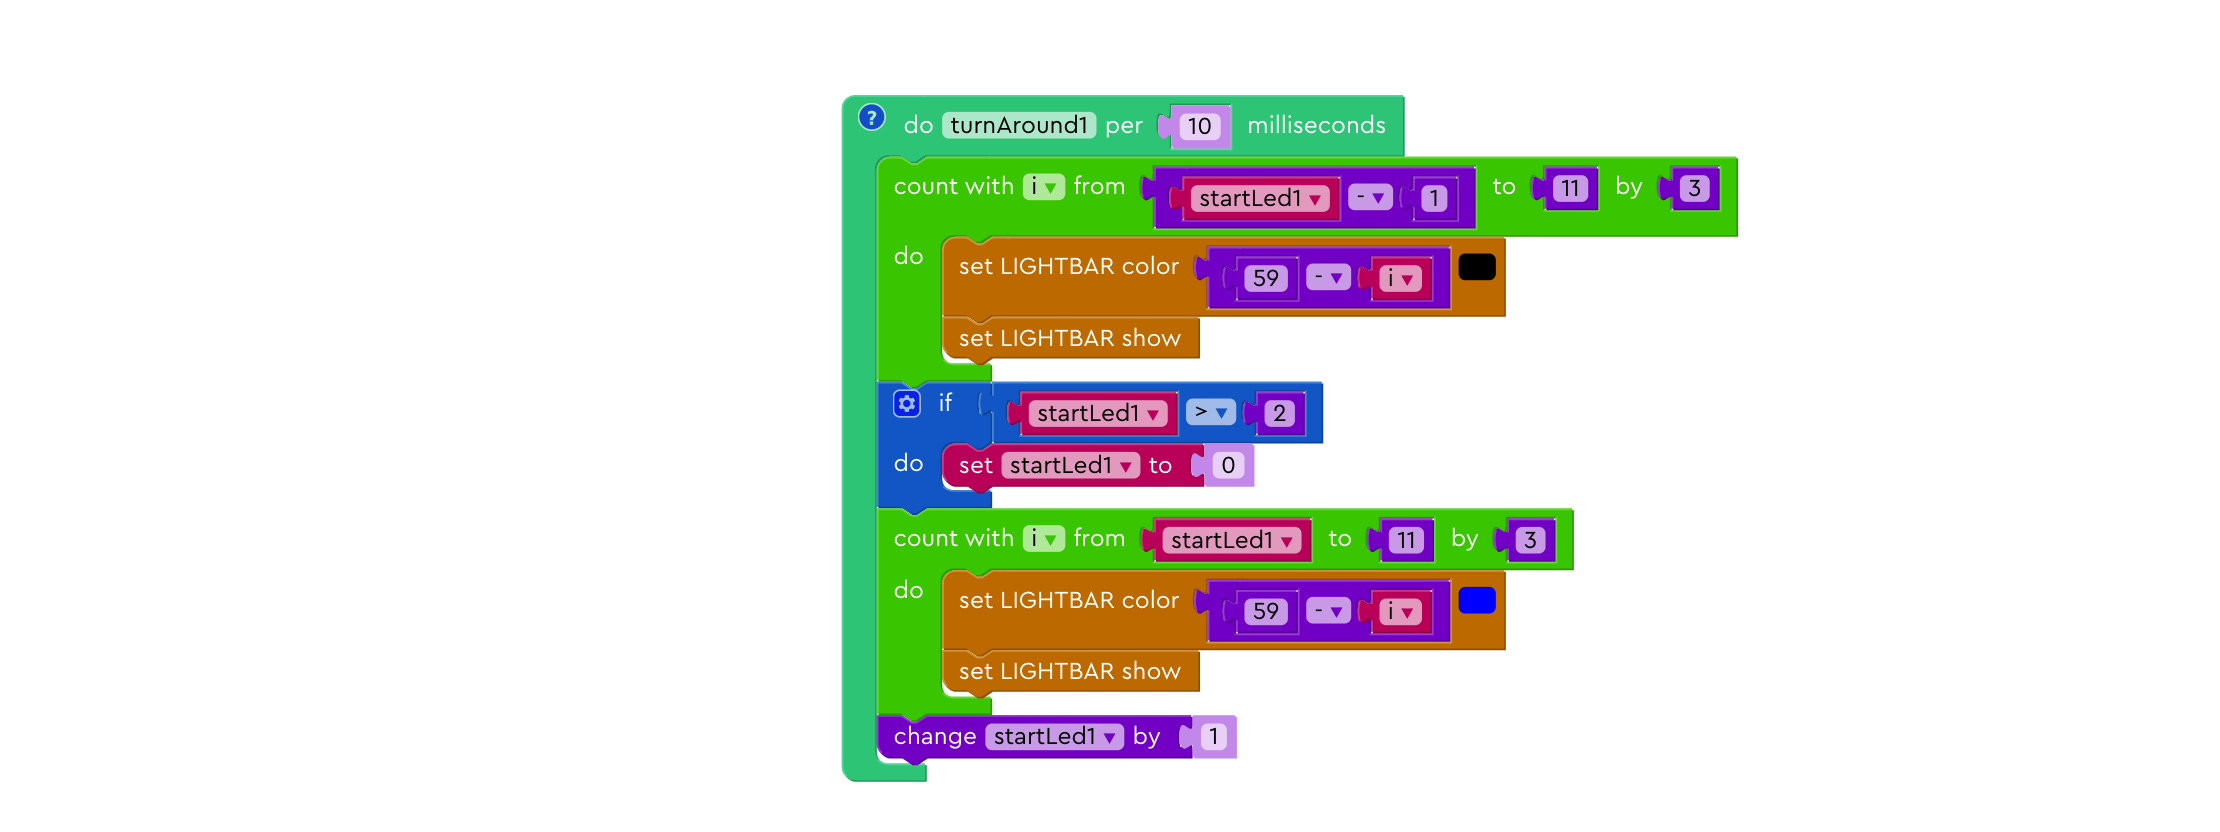 ? do turnAround1 per 10 milliseconds
count with i ▾ from startLed1 ▾ - ▾ 1 to 11 by 3
do set LIGHTBAR color 59 - ▾ i ▾
set LIGHTBAR show
if startLed1 ▾ > ▾ 2
do set startLed1 ▾ to 0
count with i ▾ from startLed1 ▾ to 11 by 3
do set LIGHTBAR color 59 - ▾ i ▾
set LIGHTBAR show
change startLed1 ▾ by 1